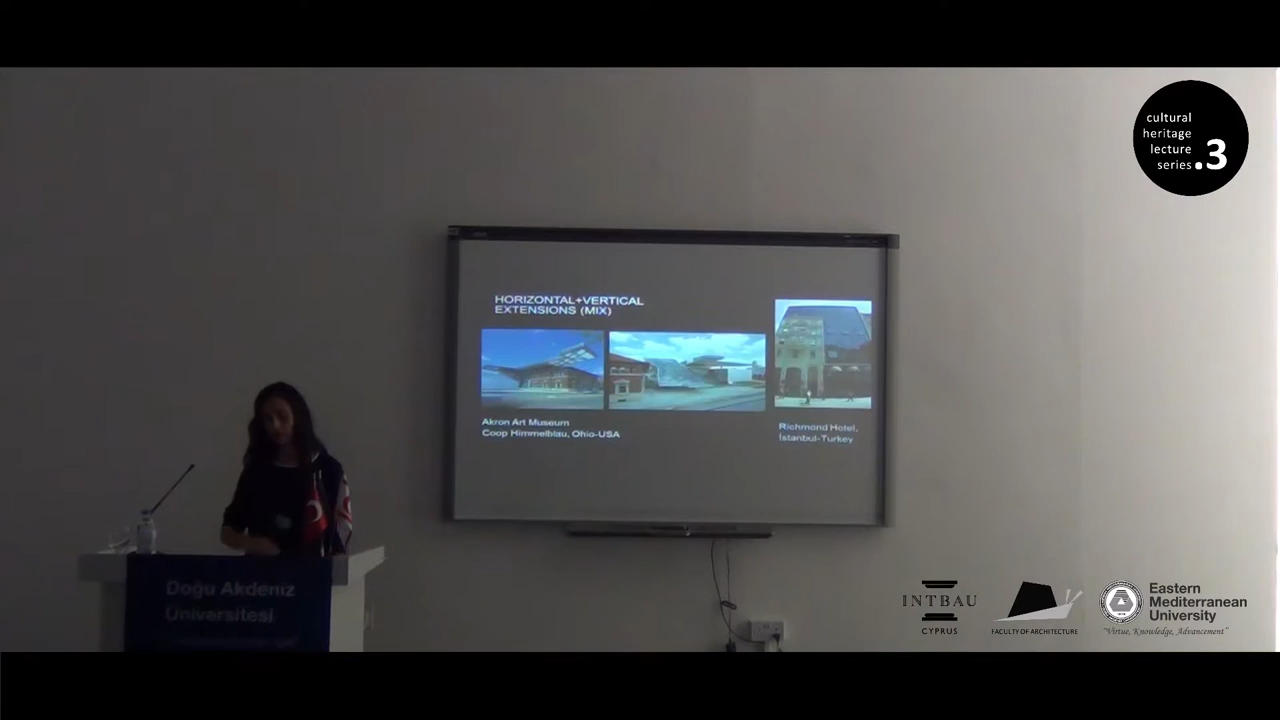 cultural
heritage
lecture
series.3
HORIZONTAL+VERTICAL
EXTENSIONS (MIX)
Akron Art Museum
Coop Himmelblau, Ohio-USA
Richmond Hotel,
İstanbul-Turkey
Doğu Akdeniz
Üniversitesi
INTBAU
CYPRUS
FACULTY OF ARCHITECTURE
Eastern
Mediterranean
University
"Virtue, Knowledge, Advancement"